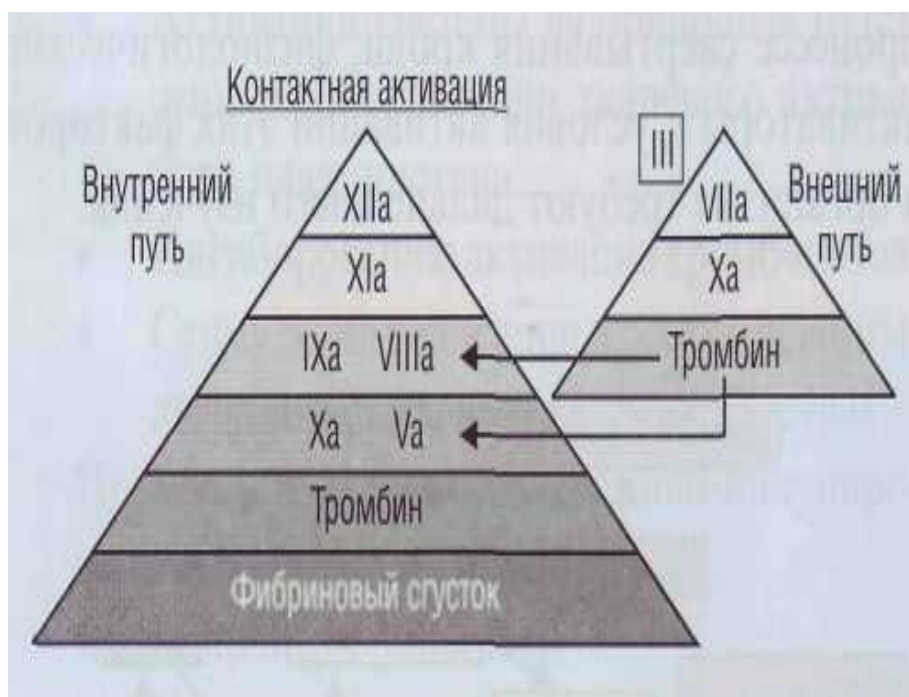 Контактная активация
Внутренний
путь
XIIa
XIa
IXa VIIIa
Xa Va
Тромбин
Фибриновый сгусток
III
VIIa
Внешний
путь
Xa
Тромбин